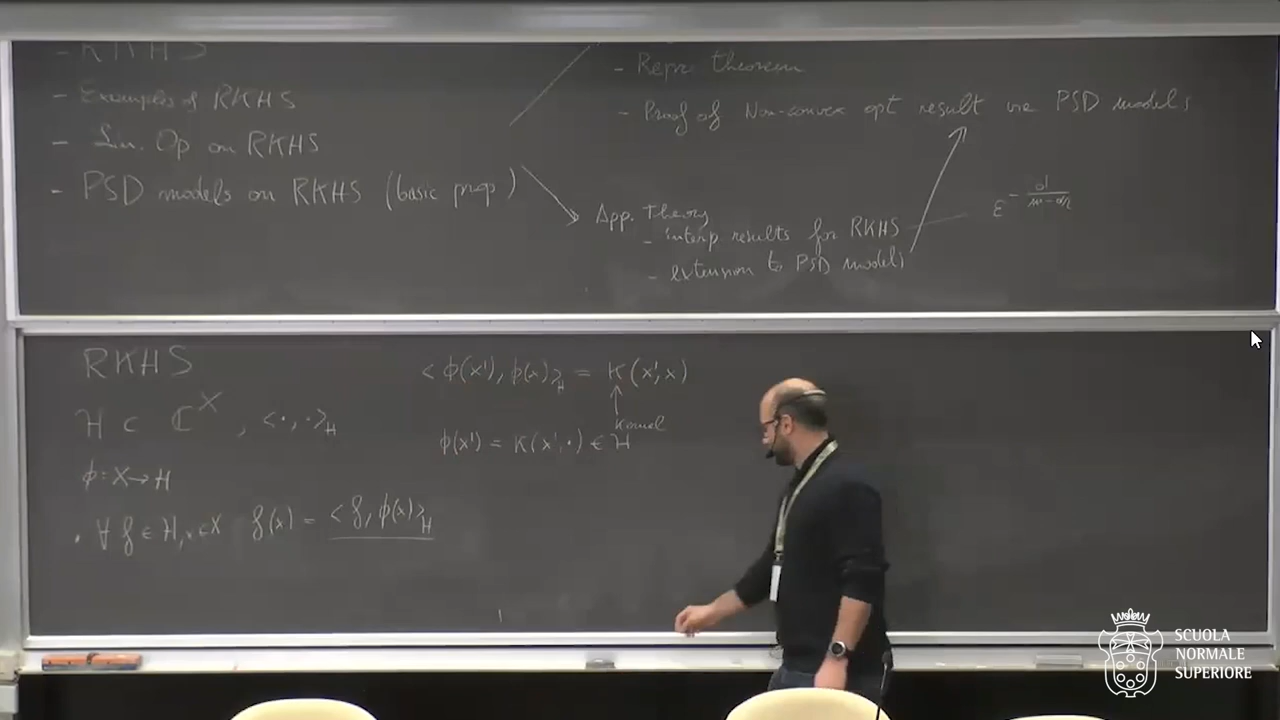 RKHS
- Examples of RKHS
- Lin. Op on RKHS
- PSD models on RKHS (basic prop)
- Repr. theorem
- Proof of Non-convex opt result via PSD models
App. theory
- interp results for RKHS
- extension to PSD models
RKHS
H ⊂ ℂ^X , <·,·>_H
ϕ: X→H
• ∀ f ∈ H, x∈X f(x) = <f, ϕ(x)>_H
<ϕ(x'), ϕ(x)>_H = K(x',x)
↑
Kernel
ϕ(x') = K(x',·) ∈ H
SCUOLA
NORMALE
SUPERIORE